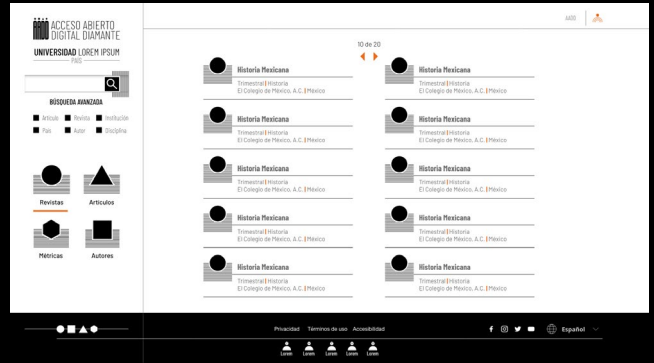 AADD
ACCESO ABIERTO
DIGITAL DIAMANTE
UNIVERSIDAD LOREM IPSUM
PAÍS
BÚSQUEDA AVANZADA
Artículo Revista Institución
País Autor Disciplina
Revistas Artículos
Métricas Autores
10 de 20
Historia Mexicana
Trimestral | Historia
El Colegio de México, A.C. | México
Historia Mexicana
Trimestral | Historia
El Colegio de México, A.C. | México
Historia Mexicana
Trimestral | Historia
El Colegio de México, A.C. | México
Historia Mexicana
Trimestral | Historia
El Colegio de México, A.C. | México
Historia Mexicana
Trimestral | Historia
El Colegio de México, A.C. | México
Historia Mexicana
Trimestral | Historia
El Colegio de México, A.C. | México
Historia Mexicana
Trimestral | Historia
El Colegio de México, A.C. | México
Historia Mexicana
Trimestral | Historia
El Colegio de México, A.C. | México
Historia Mexicana
Trimestral | Historia
El Colegio de México, A.C. | México
Historia Mexicana
Trimestral | Historia
El Colegio de México, A.C. | México
Privacidad Términos de uso Accesibilidad
Español
Lorem Lorem Lorem Lorem Lorem